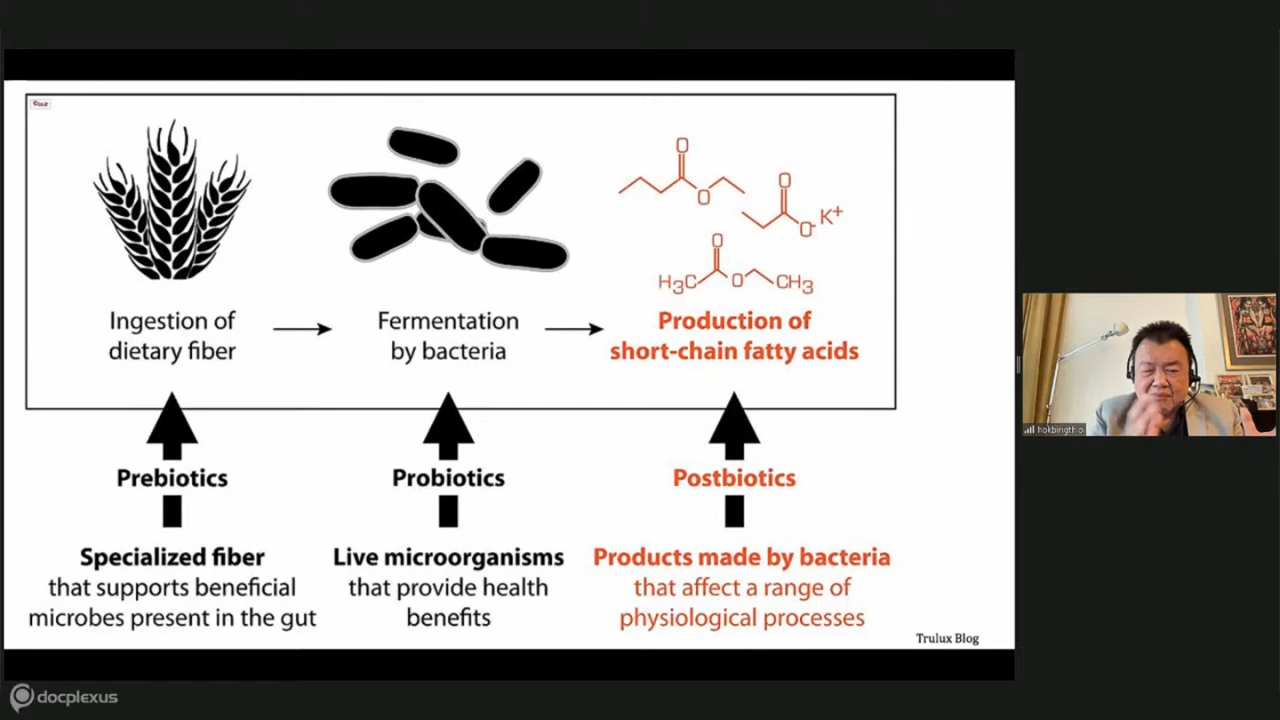 O
O
O
O K+
O
H3C O CH3
Ingestion of
dietary fiber
Fermentation
by bacteria
Production of
short-chain fatty acids
Prebiotics
Probiotics
Postbiotics
Specialized fiber
that supports beneficial
microbes present in the gut
Live microorganisms
that provide health
benefits
Products made by bacteria
that affect a range of
physiological processes
Trulux Blog
docplexus